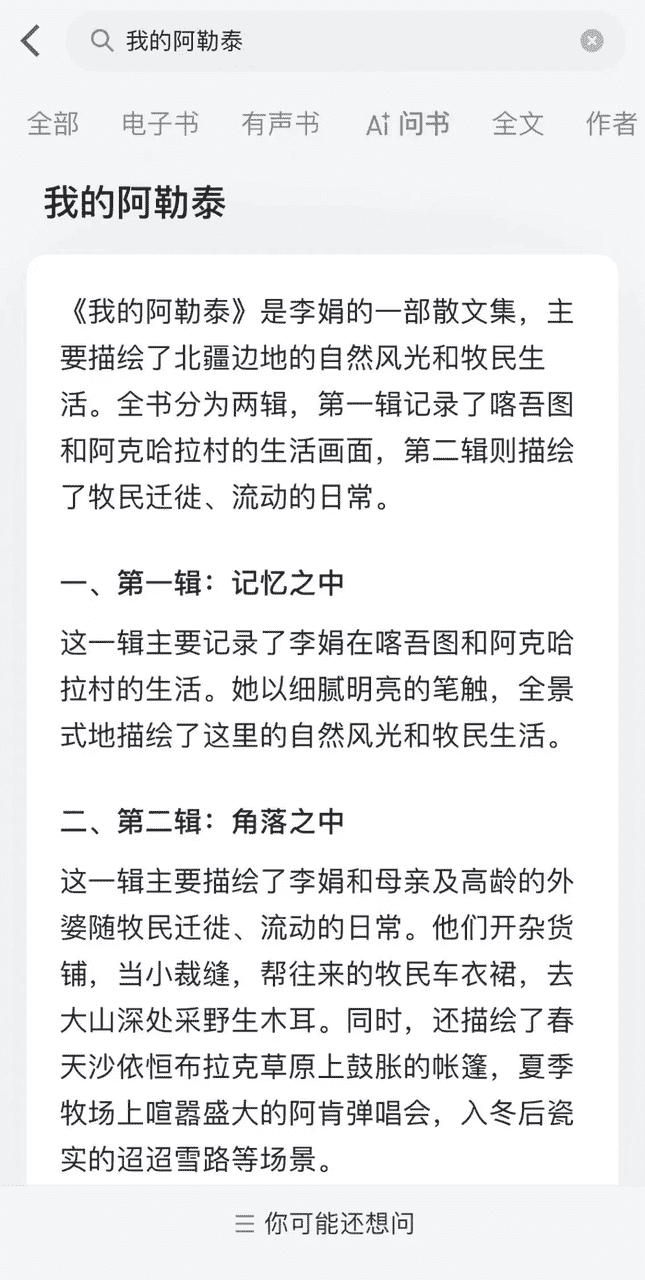 我的阿勒泰
全部 电子书 有声书 Ai 问书 全文 作者
我的阿勒泰
《我的阿勒泰》是李娟的一部散文集，主
要描绘了北疆边地的自然风光和牧民生
活。全书分为两辑，第一辑记录了喀吾图
和阿克哈拉村的生活画面，第二辑则描绘
了牧民迁徙、流动的日常。
一、第一辑：记忆之中
这一辑主要记录了李娟在喀吾图和阿克哈
拉村的生活。她以细腻明亮的笔触，全景
式地描绘了这里的自然风光和牧民生活。
二、第二辑：角落之中
这一辑主要描绘了李娟和母亲及高龄的外
婆随牧民迁徙、流动的日常。他们开杂货
铺，当小裁缝，帮往来的牧民车衣裙，去
大山深处采野生木耳。同时，还描绘了春
天沙依恒布拉克草原上鼓胀的帐篷，夏季
牧场上喧嚣盛大的阿肯弹唱会，入冬后瓷
实的迢迢雪路等场景。
你可能还想问